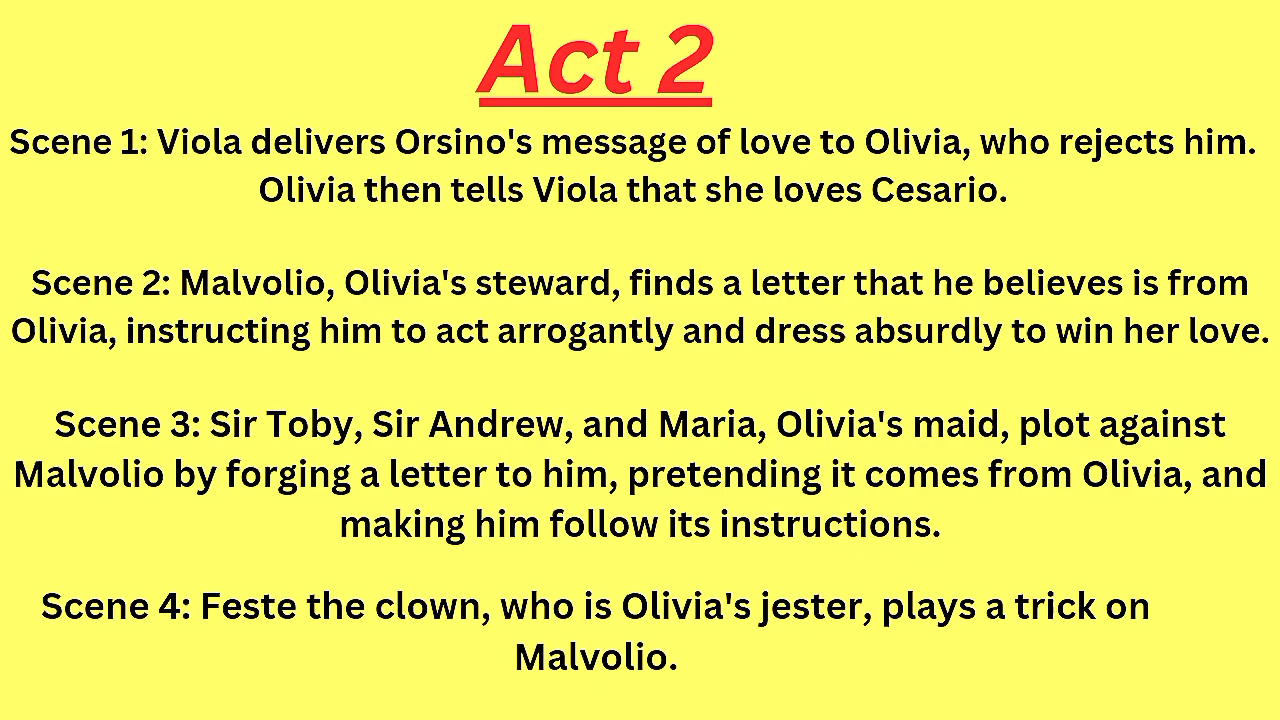 Act 2
Scene 1: Viola delivers Orsino's message of love to Olivia, who rejects him.
Olivia then tells Viola that she loves Cesario.
Scene 2: Malvolio, Olivia's steward, finds a letter that he believes is from
Olivia, instructing him to act arrogantly and dress absurdly to win her love.
Scene 3: Sir Toby, Sir Andrew, and Maria, Olivia's maid, plot against
Malvolio by forging a letter to him, pretending it comes from Olivia, and
making him follow its instructions.
Scene 4: Feste the clown, who is Olivia's jester, plays a trick on
Malvolio.